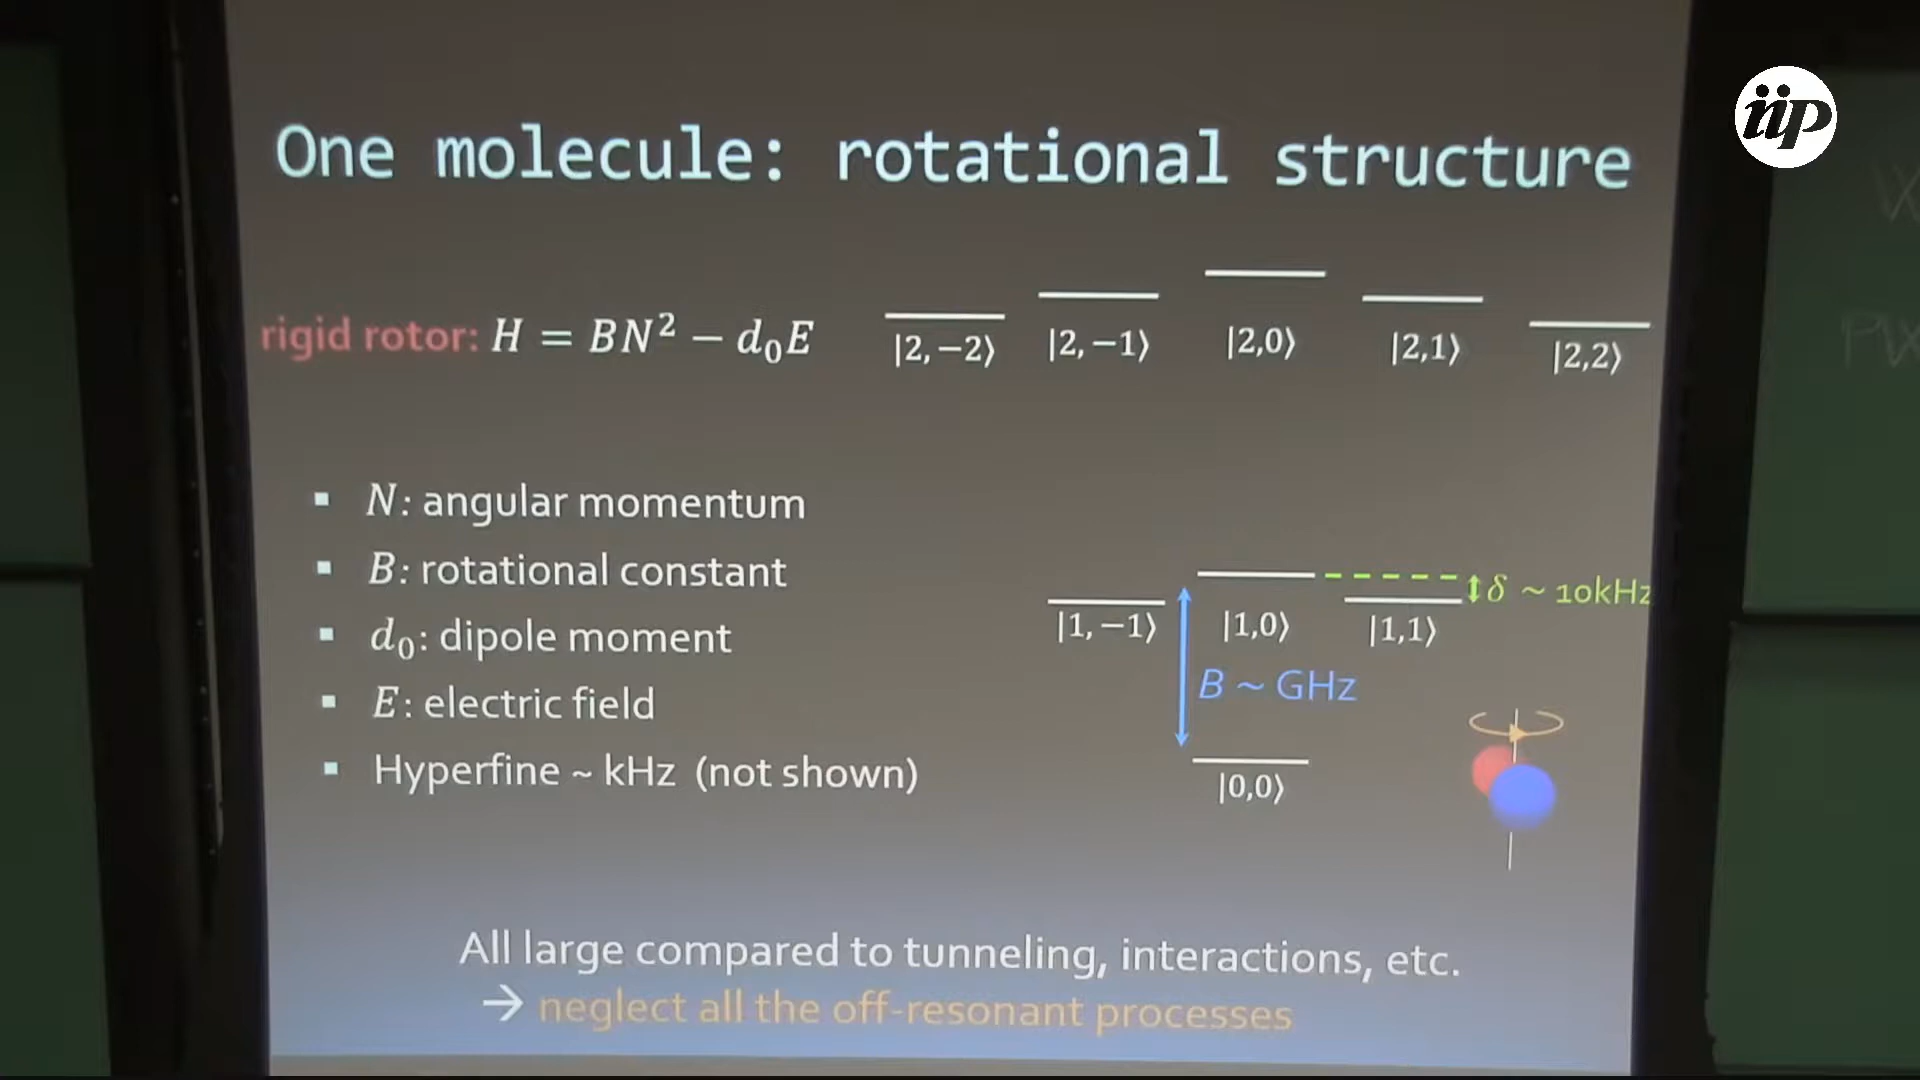 iip
One molecule: rotational structure
rigid rotor: H = BN² − d₀E
|2,−2⟩ |2,−1⟩ |2,0⟩ |2,1⟩ |2,2⟩
▪ N: angular momentum
▪ B: rotational constant
▪ d₀: dipole moment
▪ E: electric field
▪ Hyperfine ~ kHz (not shown)
δ ~ 10kHz
|1,−1⟩ |1,0⟩ |1,1⟩
B ~ GHz
|0,0⟩
All large compared to tunneling, interactions, etc.
→ neglect all the off-resonant processes